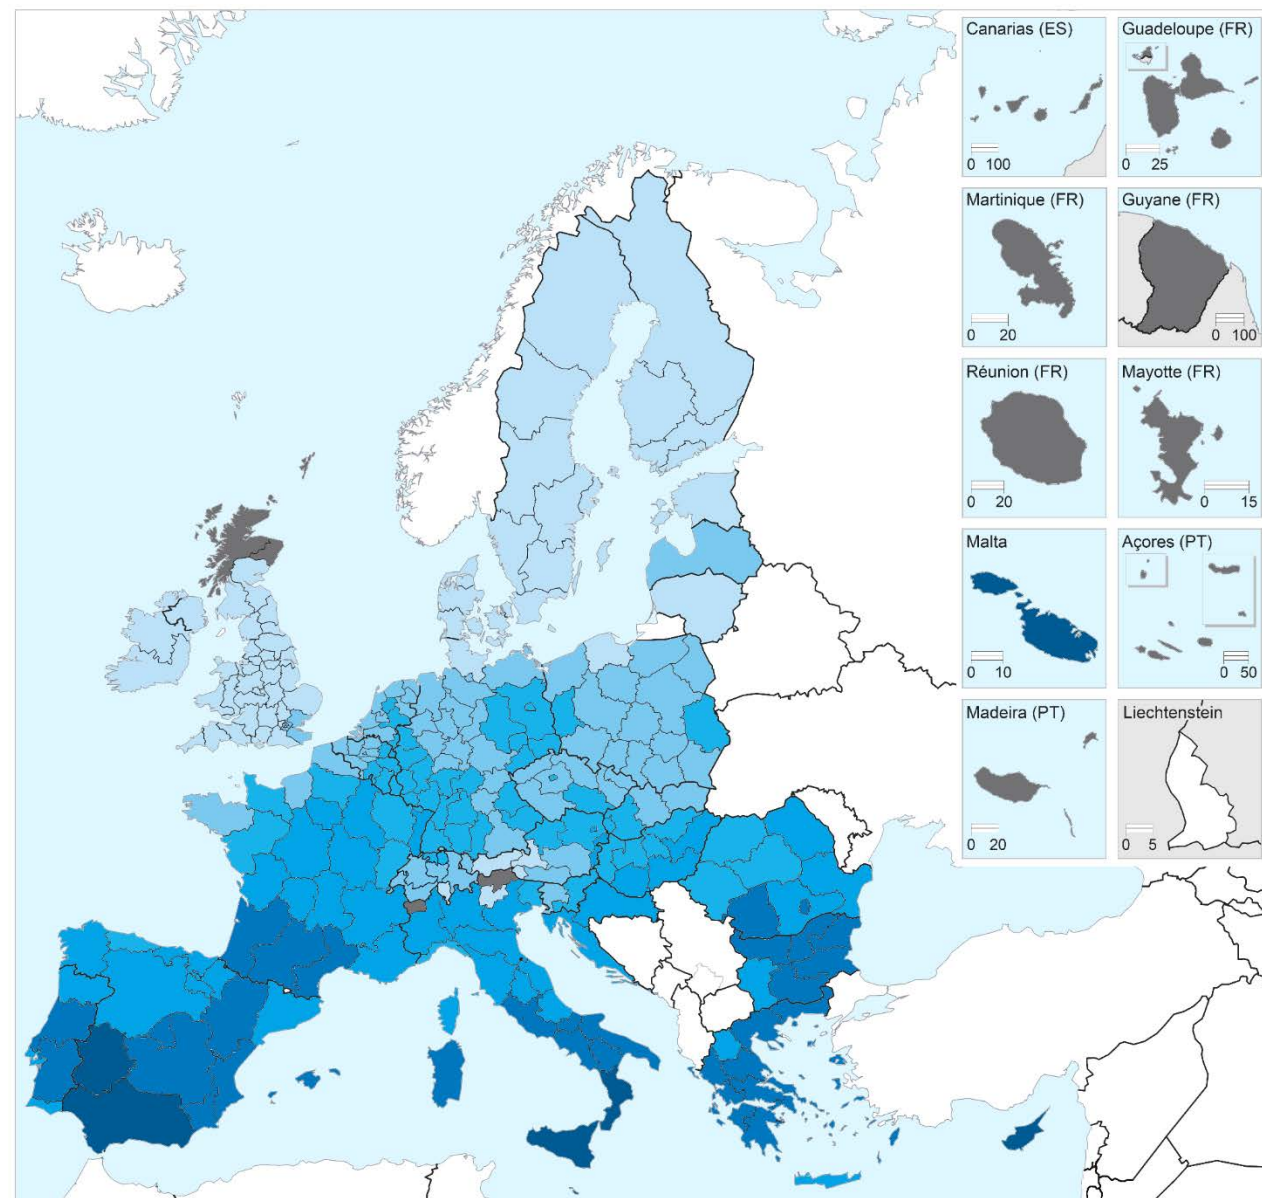 Canarias (ES)
0 100
Guadeloupe (FR)
0 25
Martinique (FR)
0 20
Guyane (FR)
0 100
Réunion (FR)
0 20
Mayotte (FR)
0 15
Malta
0 10
Açores (PT)
0 50
Madeira (PT)
0 20
Liechtenstein
0 5